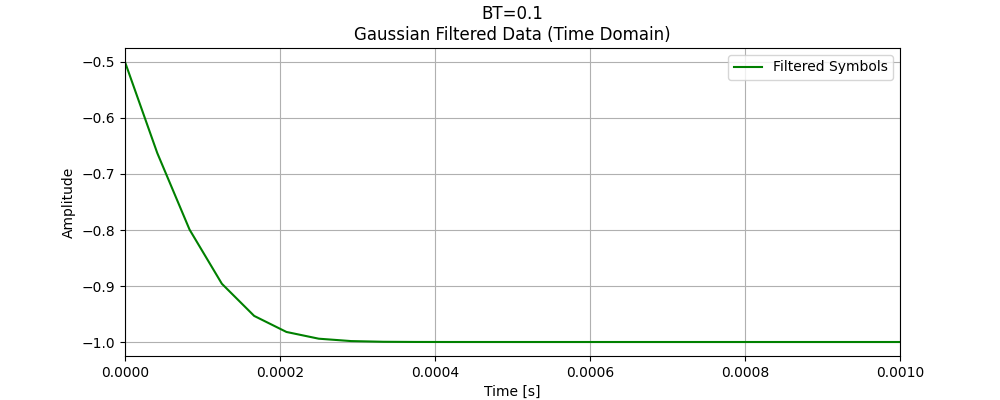 BT=0.1
Gaussian Filtered Data (Time Domain)
Filtered Symbols
−0.5
−0.6
−0.7
−0.8
−0.9
−1.0
Amplitude
0.0000 0.0002 0.0004 0.0006 0.0008 0.0010
Time [s]